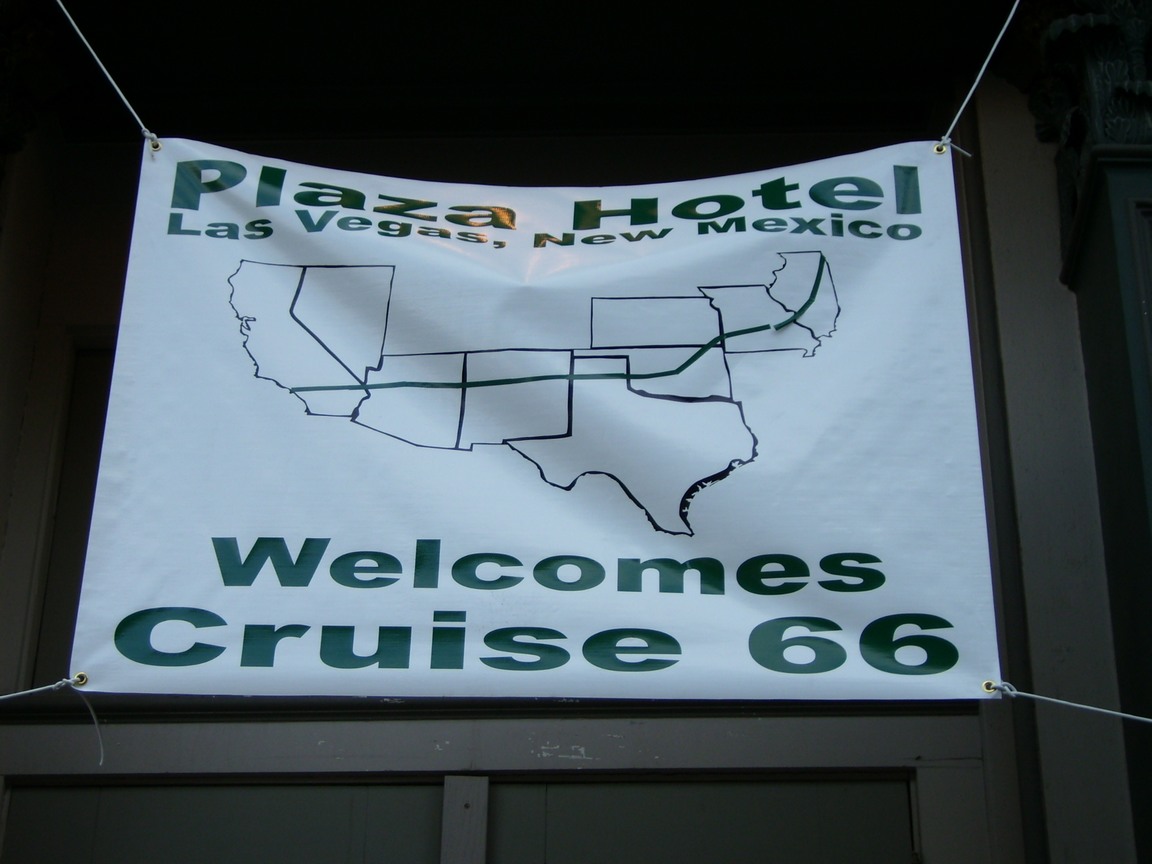 Plaza Hotel
Las Vegas, New Mexico
Welcomes
Cruise 66